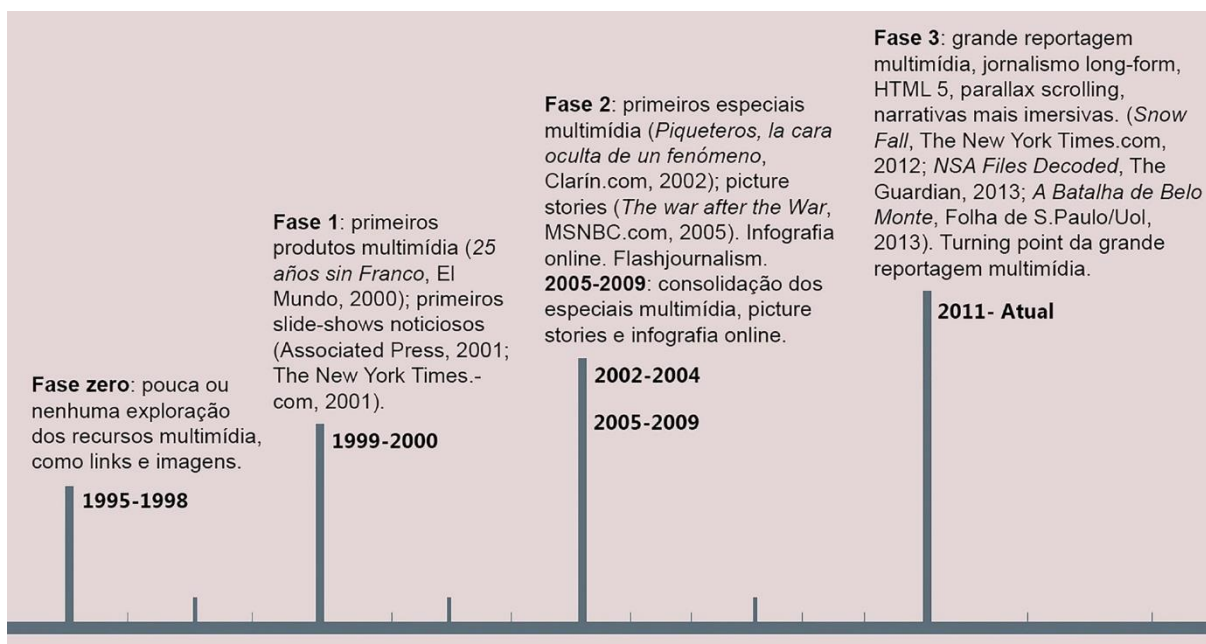 Fase zero: pouca ou
nenhuma exploração
dos recursos multimídia,
como links e imagens.
1995-1998
Fase 1: primeiros
produtos multimídia (25
años sin Franco, El
Mundo, 2000); primeiros
slide-shows noticiosos
(Associated Press, 2001;
The New York Times.-
com, 2001).
1999-2000
Fase 2: primeiros especiais
multimídia (Piqueteros, la cara
oculta de un fenómeno,
Clarín.com, 2002); picture
stories (The war after the War,
MSNBC.com, 2005). Infografia
online. Flashjournalism.
2005-2009: consolidação dos
especiais multimídia, picture
stories e infografia online.
2002-2004
2005-2009
Fase 3: grande reportagem
multimídia, jornalismo long-form,
HTML 5, parallax scrolling,
narrativas mais imersivas. (Snow
Fall, The New York Times.com,
2012; NSA Files Decoded, The
Guardian, 2013; A Batalha de Belo
Monte, Folha de S.Paulo/Uol,
2013). Turning point da grande
reportagem multimídia.
2011- Atual